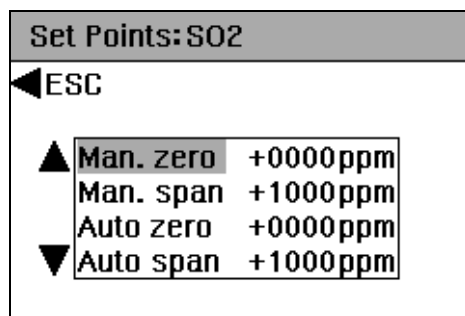 Set Points: SO2
ESC
Man. zero +0000ppm
Man. span +1000ppm
Auto zero +0000ppm
Auto span +1000ppm